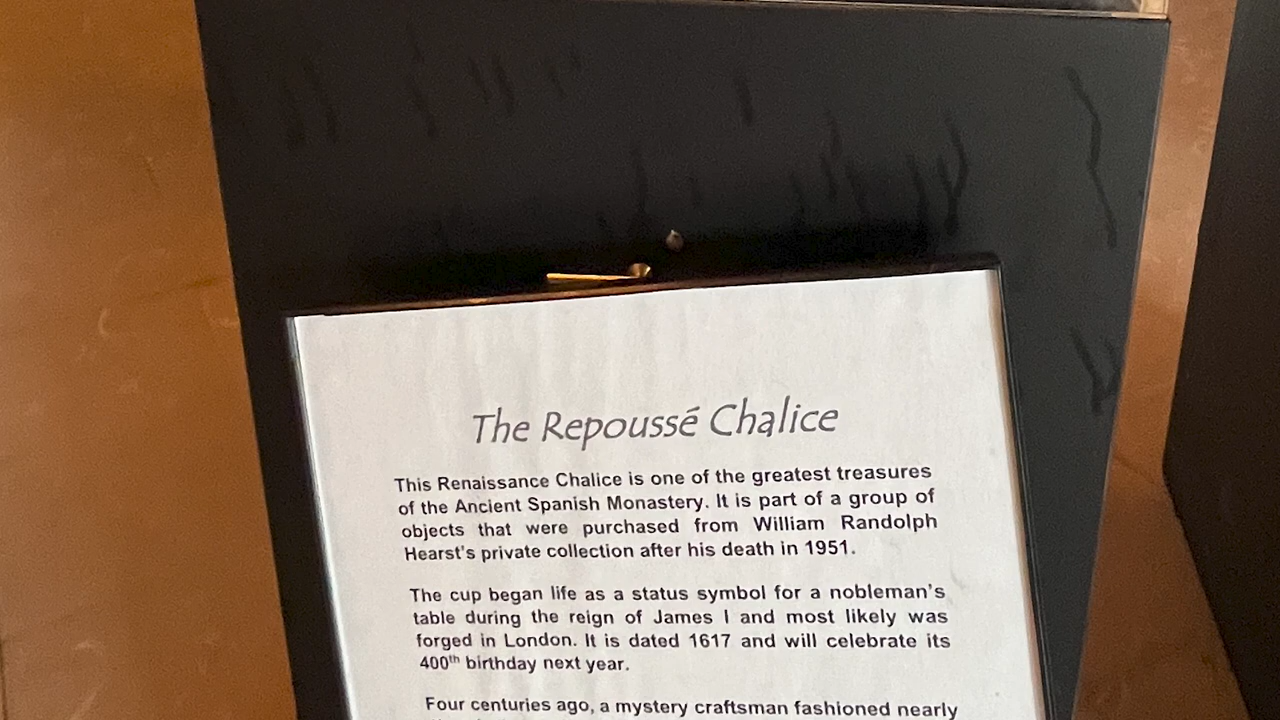 The Repoussé Chalice
This Renaissance Chalice is one of the greatest treasures
of the Ancient Spanish Monastery. It is part of a group of
objects that were purchased from William Randolph
Hearst's private collection after his death in 1951.
The cup began life as a status symbol for a nobleman's
table during the reign of James I and most likely was
forged in London. It is dated 1617 and will celebrate its
400th birthday next year.
Four centuries ago, a mystery craftsman fashioned nearly